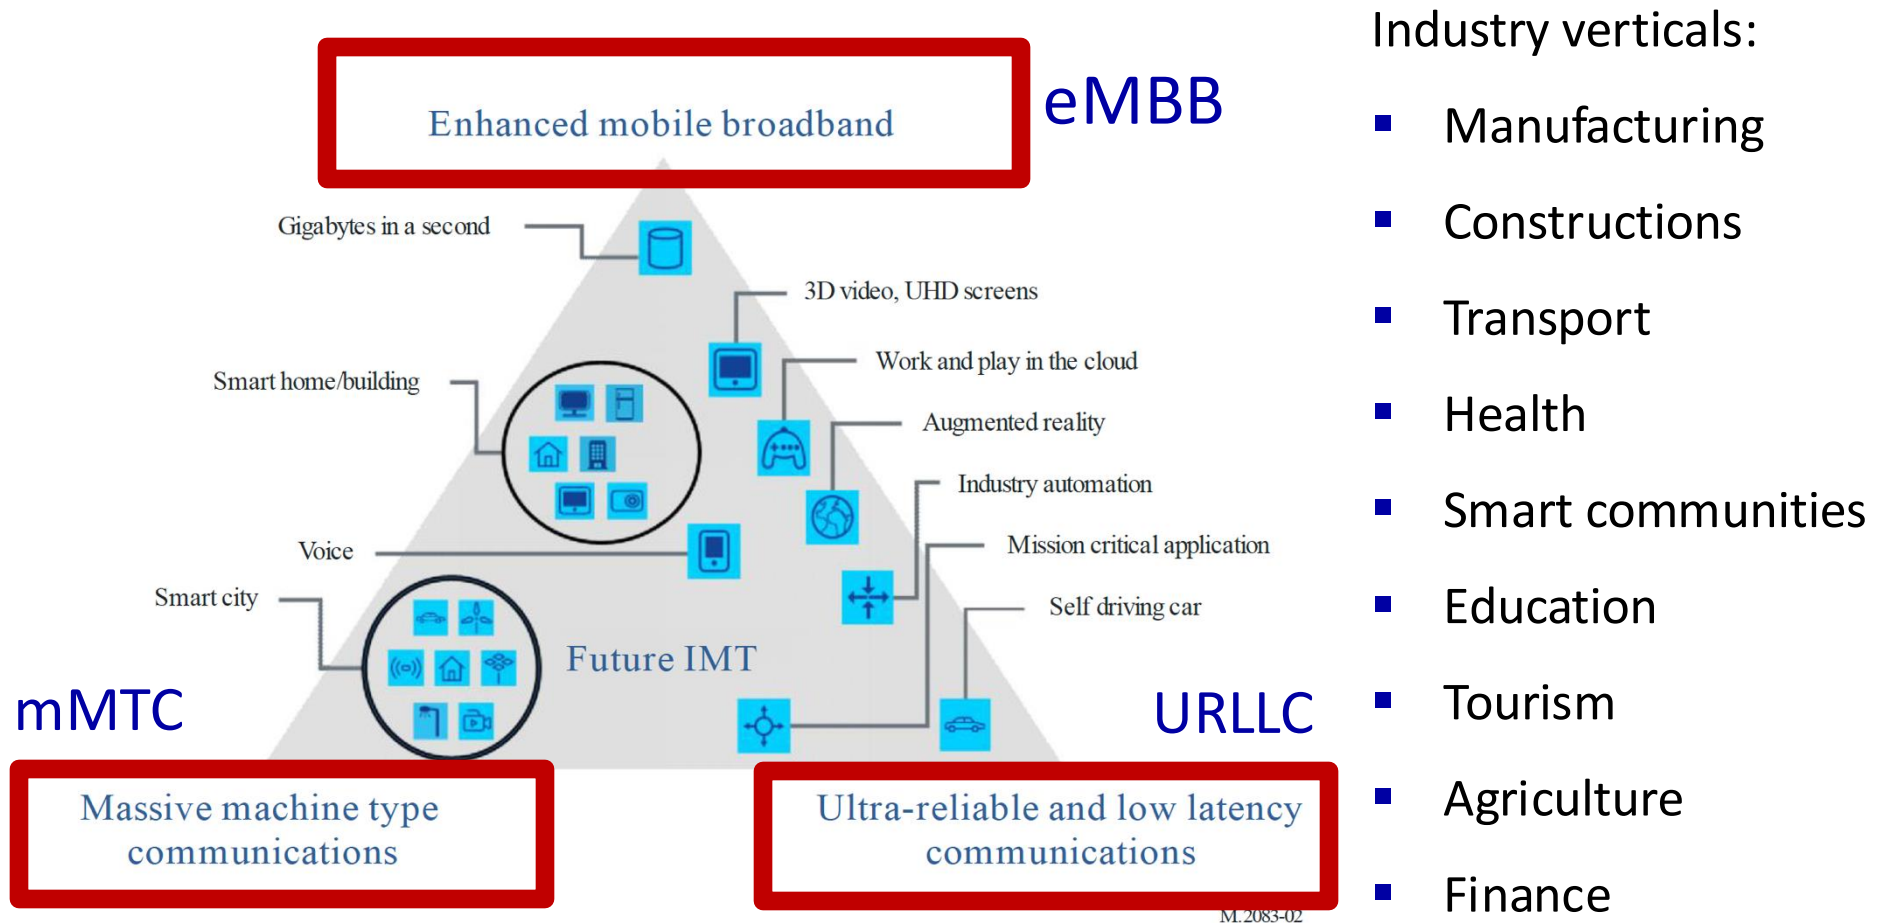 Enhanced mobile broadband
eMBB
Gigabytes in a second
3D video, UHD screens
Work and play in the cloud
Smart home/building
Augmented reality
Industry automation
Voice
Mission critical application
Smart city
Self driving car
Future IMT
mMTC
URLLC
Massive machine type
communications
Ultra-reliable and low latency
communications
M.2083-02
Industry verticals:
▪ Manufacturing
▪ Constructions
▪ Transport
▪ Health
▪ Smart communities
▪ Education
▪ Tourism
▪ Agriculture
▪ Finance